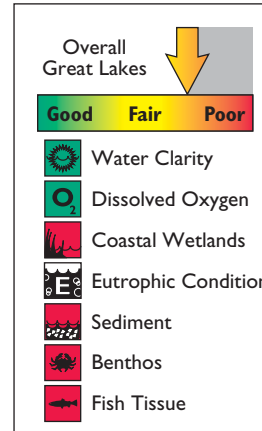 Overall
Great Lakes
Good Fair Poor
Water Clarity
O2 Dissolved Oxygen
Coastal Wetlands
E Eutrophic Condition
Sediment
Benthos
Fish Tissue